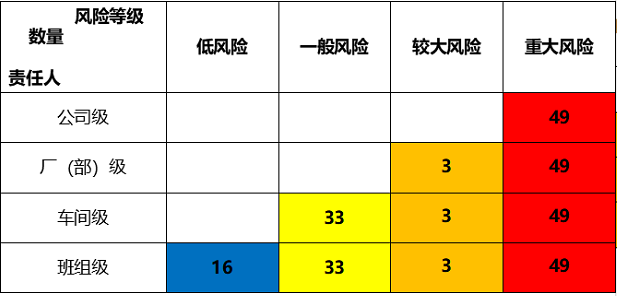 风险等级
数量
责任人
低风险 一般风险 较大风险 重大风险
公司级 49
厂（部）级 3 49
车间级 33 3 49
班组级 16 33 3 49